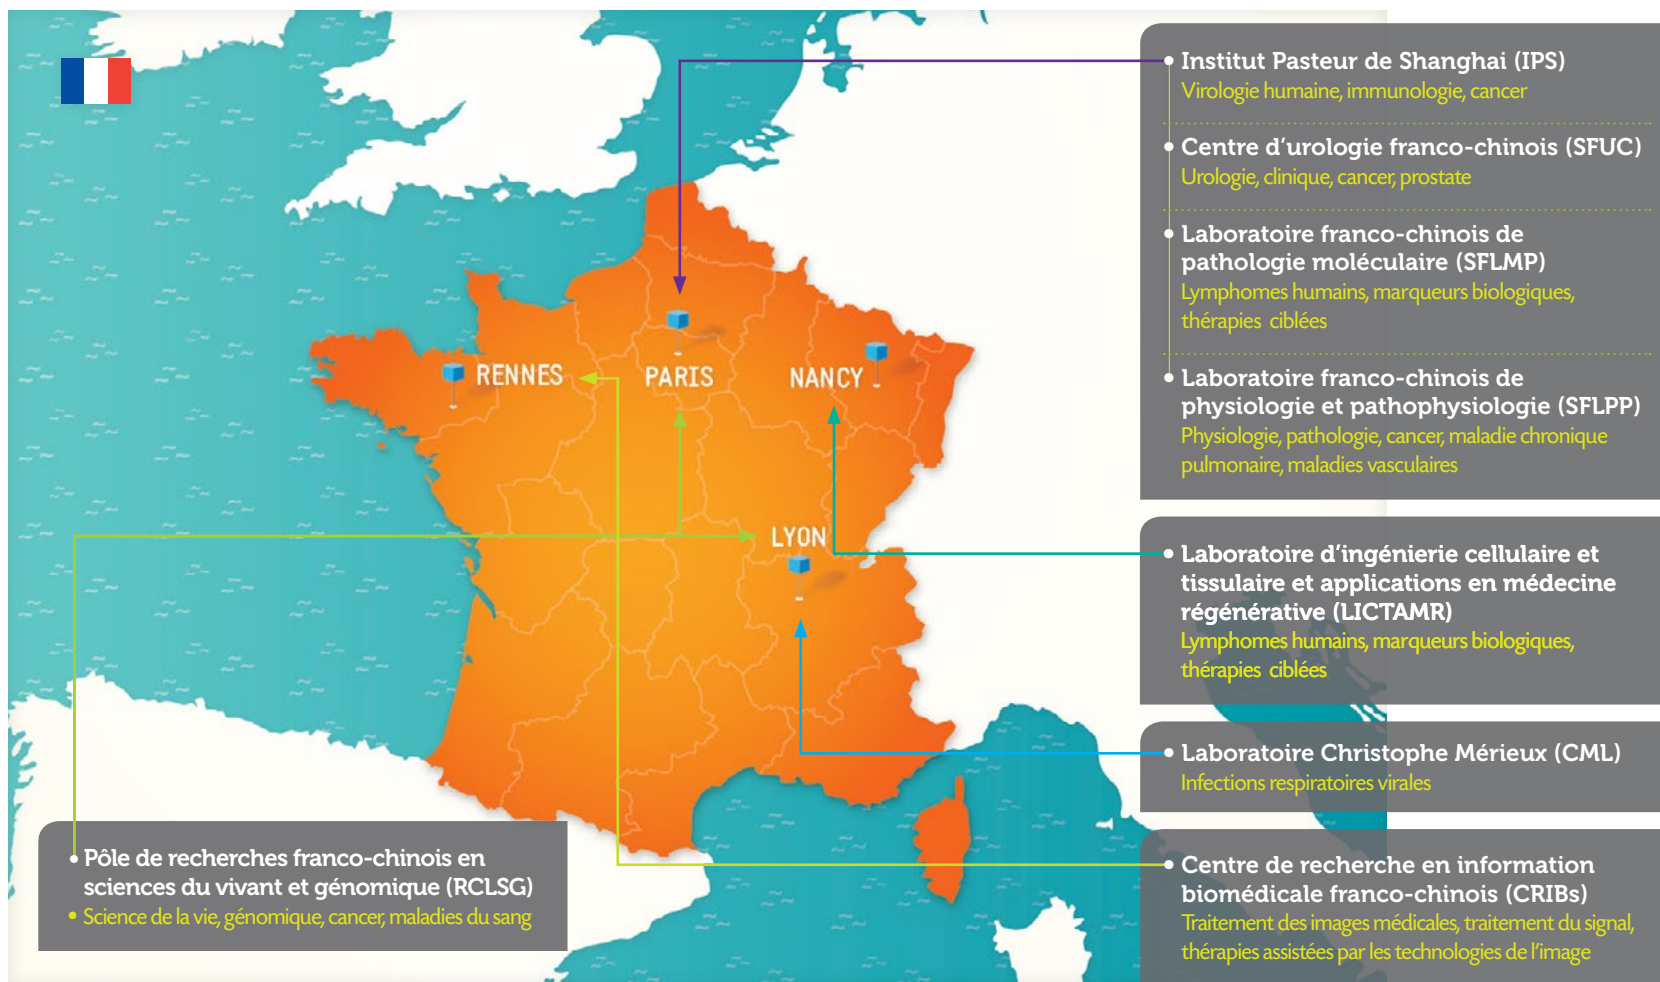 Institut Pasteur de Shanghai (IPS)
Virologie humaine, immunologie, cancer
Centre d’urologie franco-chinois (SFUC)
Urologie, clinique, cancer, prostate
Laboratoire franco-chinois de
pathologie moléculaire (SFLMP)
Lymphomes humains, marqueurs biologiques,
thérapies ciblées
Laboratoire franco-chinois de
physiologie et pathophysiologie (SFLPP)
Physiologie, pathologie, cancer, maladie chronique
pulmonaire, maladies vasculaires
RENNES
PARIS
NANCY
LYON
Laboratoire d’ingénierie cellulaire et
tissulaire et applications en médecine
régénérative (LICTAMR)
Lymphomes humains, marqueurs biologiques,
thérapies ciblées
Laboratoire Christophe Mérieux (CML)
Infections respiratoires virales
Pôle de recherches franco-chinois en
sciences du vivant et génomique (RCLSG)
• Science de la vie, génomique, cancer, maladies du sang
Centre de recherche en information
biomédicale franco-chinois (CRIBs)
Traitement des images médicales, traitement du signal,
thérapies assistées par les technologies de l’image